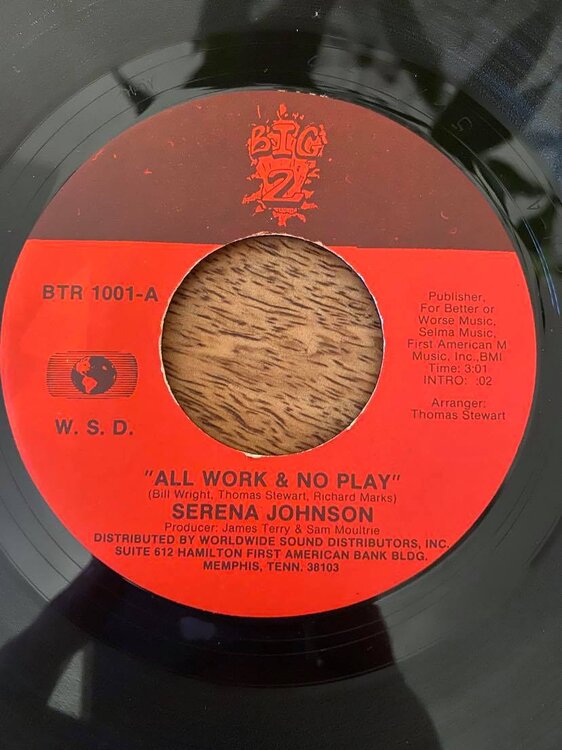 BIG
2
BTR 1001-A
W. S. D.
Publisher,
For Better or
Worse Music,
Selma Music,
First American M
Music, Inc..BMI
Time: 3:01
INTRO: :02
Arranger:
Thomas Stewart
"ALL WORK & NO PLAY"
(Bill Wright, Thomas Stewart, Richard Marks)
SERENA JOHNSON
Producer: James Terry & Sam Moultrie
DISTRIBUTED BY WORLDWIDE SOUND DISTRIBUTORS, INC.
SUITE 612 HAMILTON FIRST AMERICAN BANK BLDG.
MEMPHIS, TENN. 38103